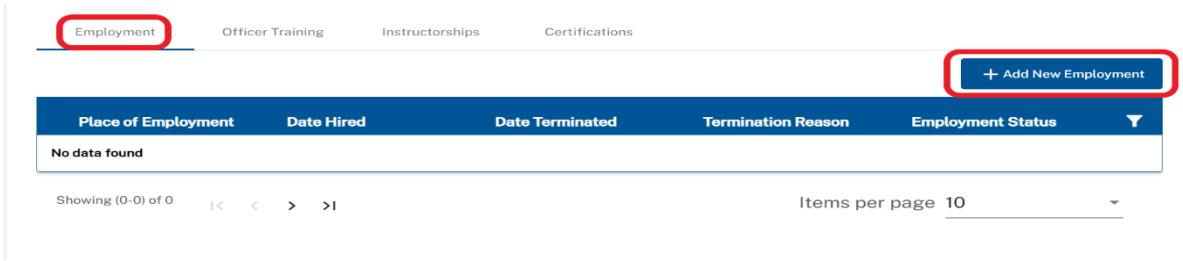 Employment Officer Training Instructorships Certifications
+ Add New Employment
Place of Employment Date Hired Date Terminated Termination Reason Employment Status
No data found
Showing (0-0) of 0 |< < > >| Items per page 10